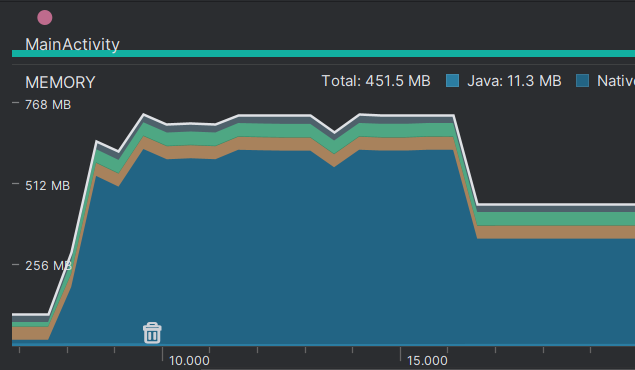 MainActivity
MEMORY Total: 451.5 MB Java: 11.3 MB
768 MB
512 MB
256 MB
10.000 15.000